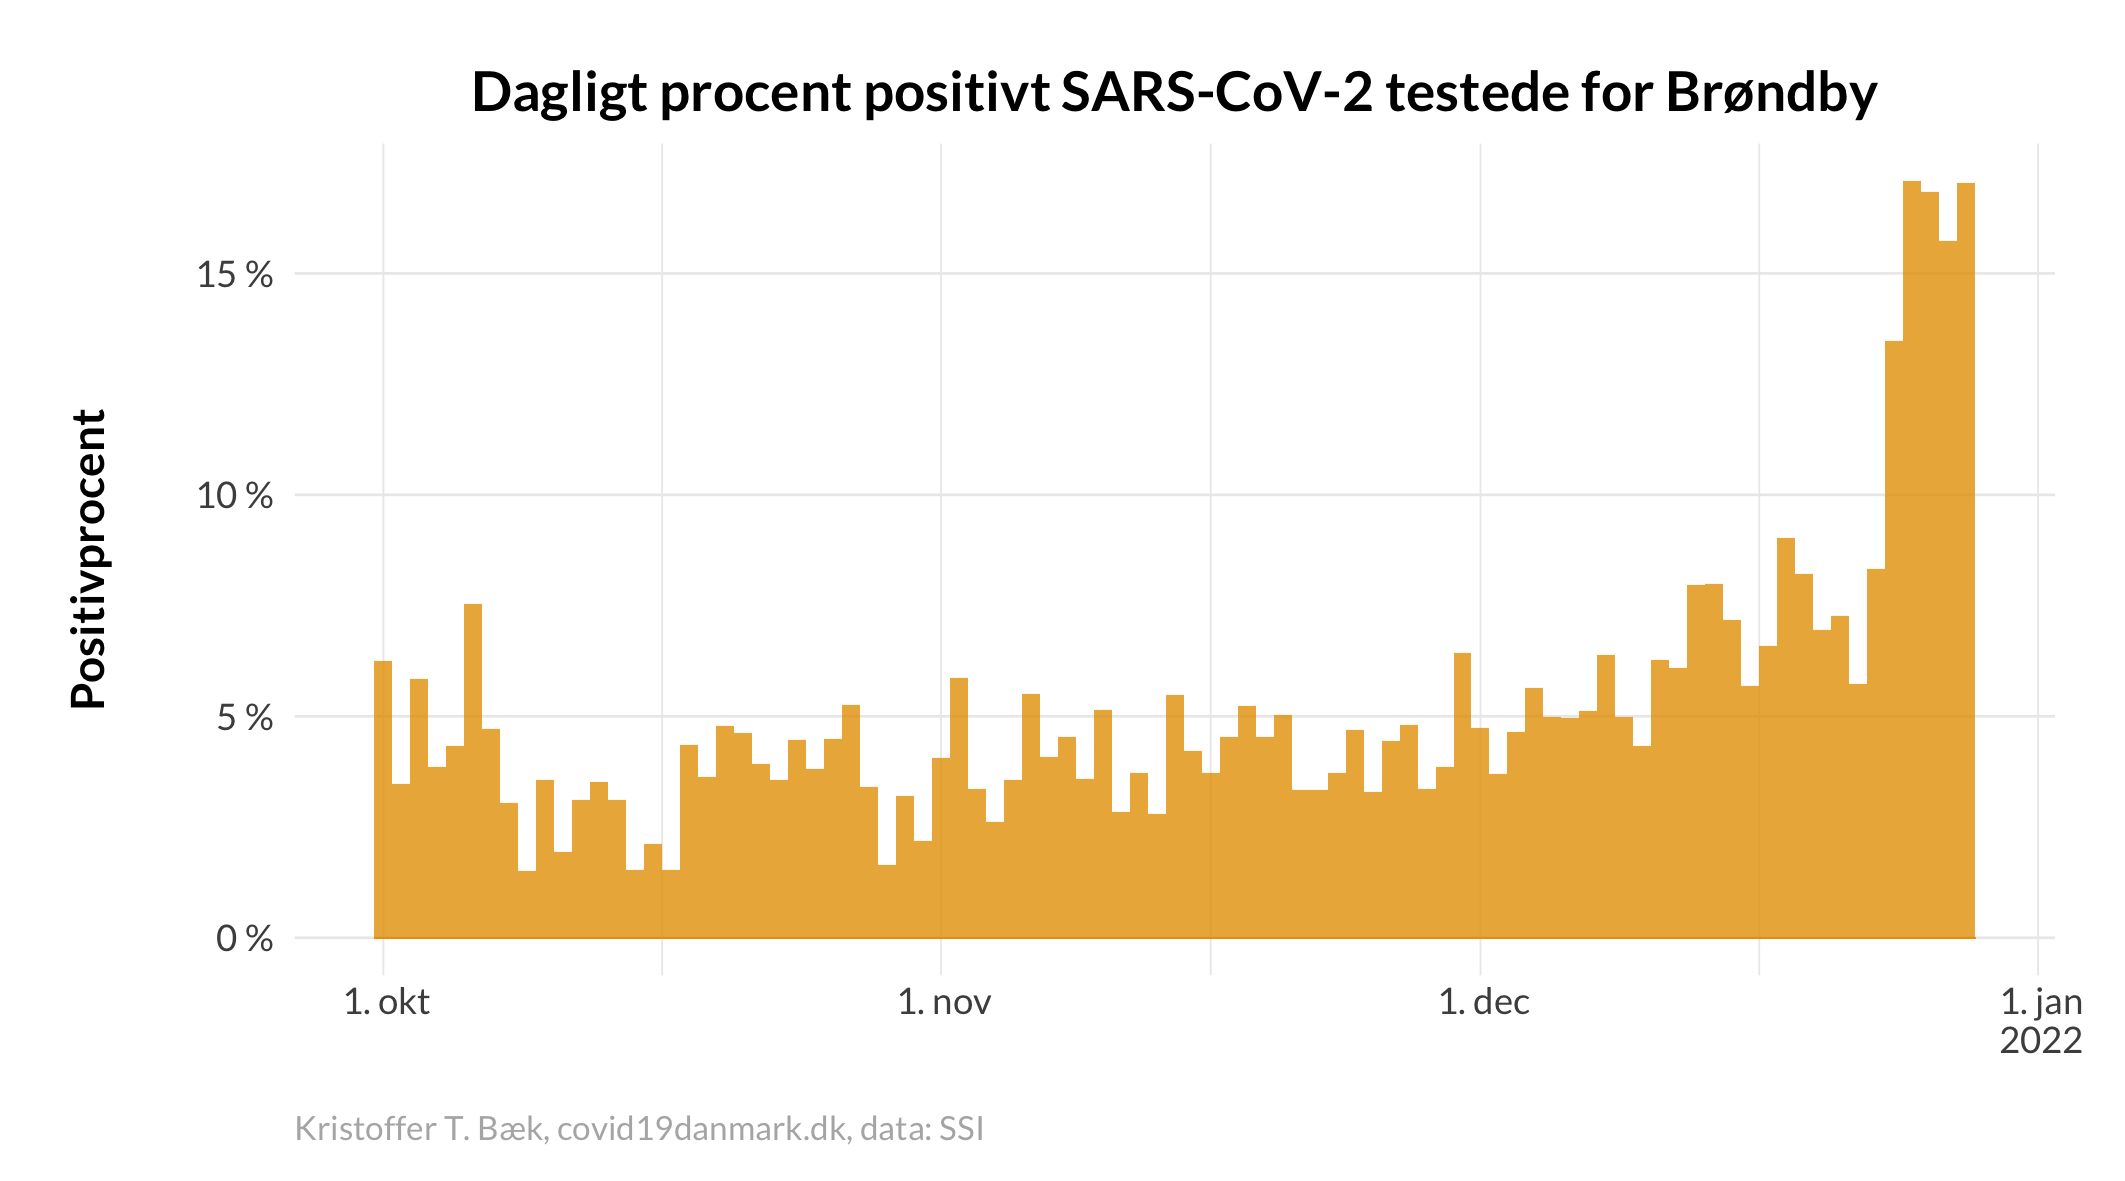 Dagligt procent positivt SARS-CoV-2 testede for Brøndby
Positivprocent
15 %
10 %
5 %
0 %
1. okt
1. nov
1. dec
1. jan
2022
Kristoffer T. Bæk, covid19danmark.dk, data: SSI